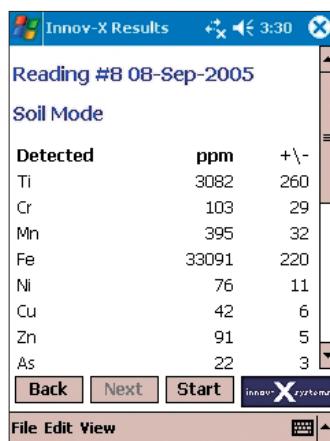 Innov-X Results 3:30
Reading #8 08-Sep-2005
Soil Mode
Detected ppm +\-
Ti 3082 260
Cr 103 29
Mn 395 32
Fe 33091 220
Ni 76 11
Cu 42 6
Zn 91 5
As 22 3
Back Next Start innov-X systems
File Edit View